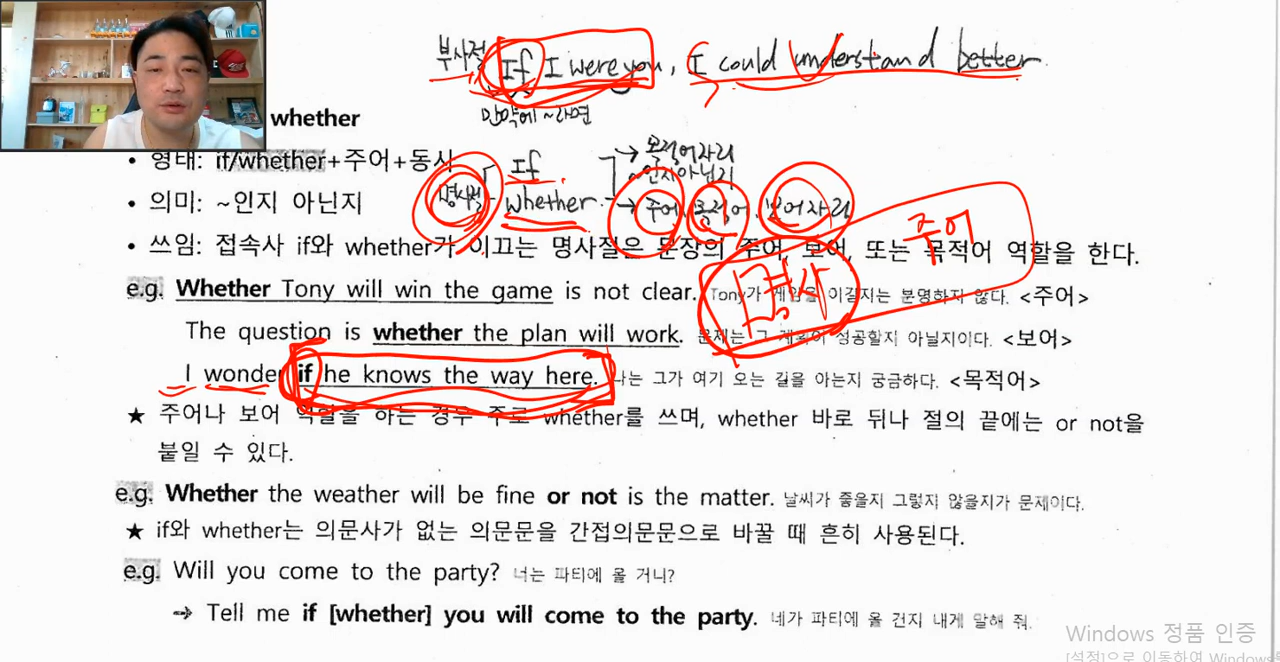 부사절 If I were you, I could understand better
만약에 ~라면
whether
• 형태: if/whether+주어+동사
If → 목적어자리
인지아닌지
• 의미: ~인지 아닌지
명사절 whether → 주어 목적어 보어자리
주어
• 쓰임: 접속사 if와 whether가 이끄는 명사절은 문장의 주어, 보어, 또는 목적어 역할을 한다.
명사
e.g. Whether Tony will win the game is not clear. Tony가 게임을 이길지는 분명하지 않다. <주어>
The question is whether the plan will work. 문제는 그 계획이 성공할지 아닐지이다. <보어>
I wonder if he knows the way here. 나는 그가 여기 오는 길을 아는지 궁금하다. <목적어>
★ 주어나 보어 역할을 하는 경우 주로 whether를 쓰며, whether 바로 뒤나 절의 끝에는 or not을
붙일 수 있다.
e.g. Whether the weather will be fine or not is the matter. 날씨가 좋을지 그렇지 않을지가 문제이다.
★ if와 whether는 의문사가 없는 의문문을 간접의문문으로 바꿀 때 흔히 사용된다.
e.g. Will you come to the party? 너는 파티에 올 거니?
→ Tell me if [whether] you will come to the party. 네가 파티에 올 건지 내게 말해 줘.
Windows 정품 인증
[설정]으로 이동하여 Windows를